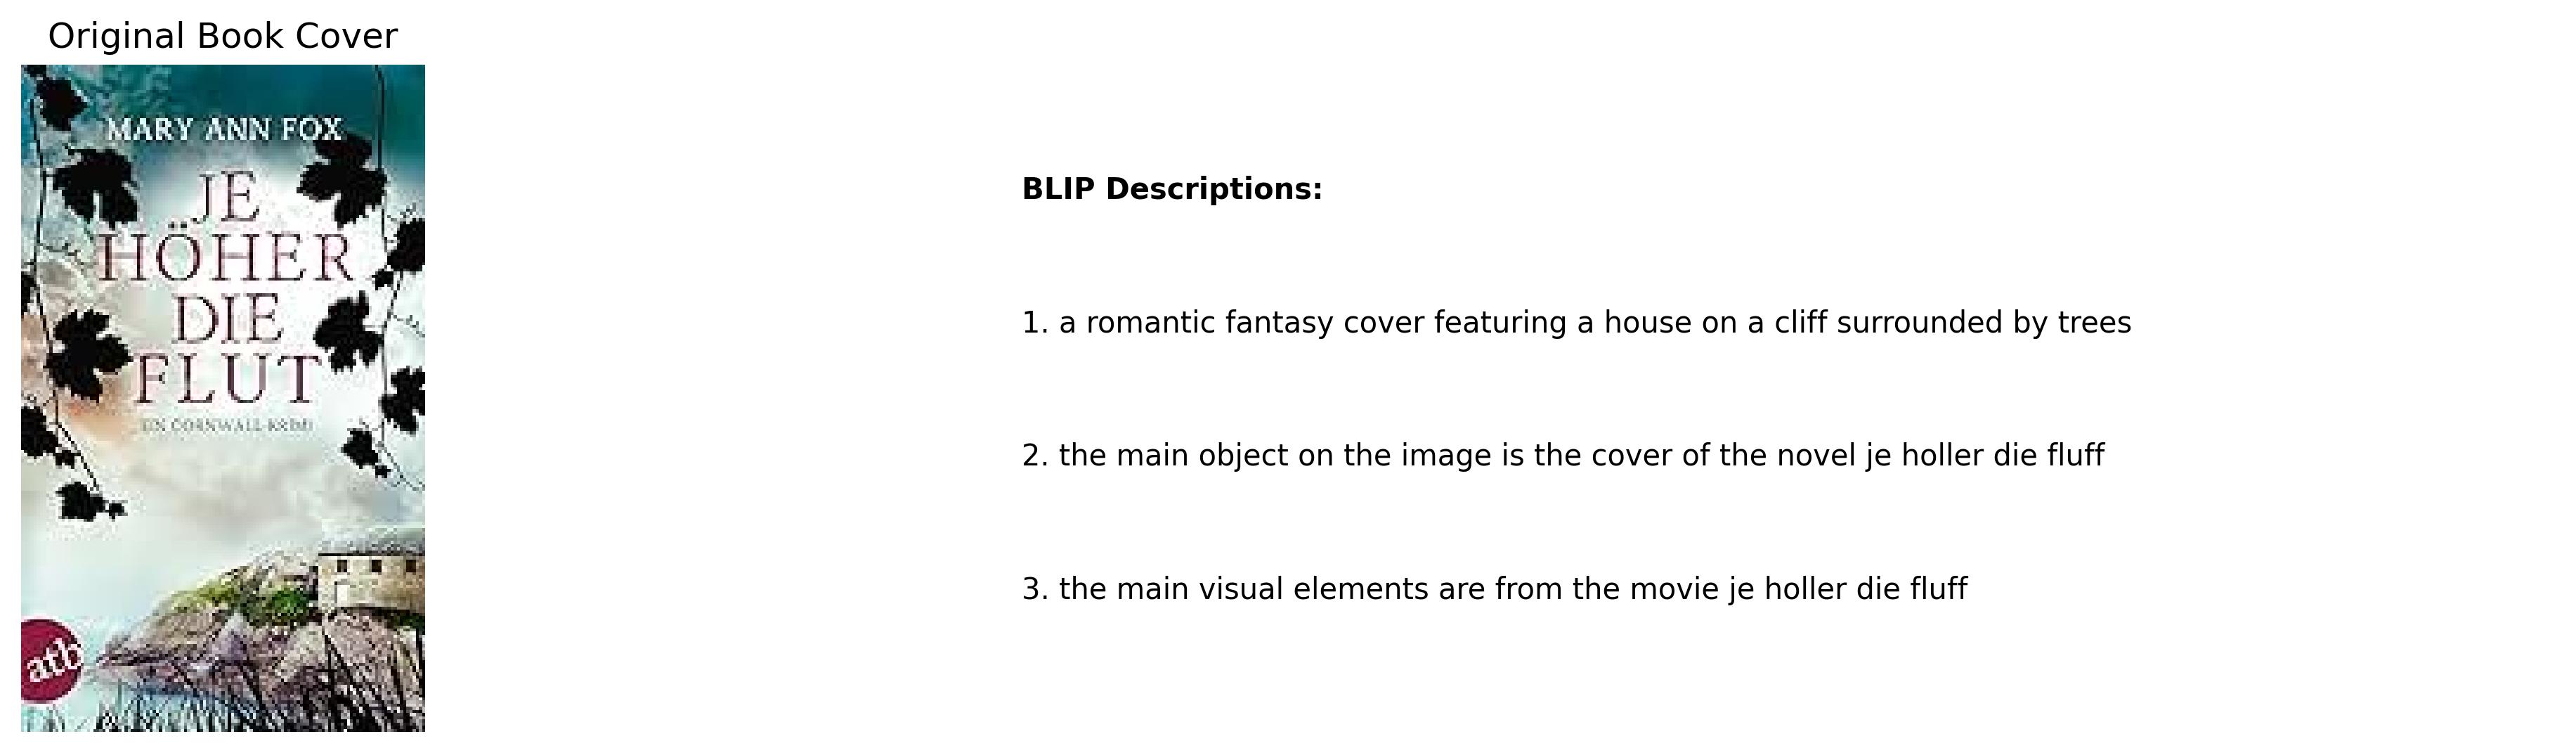 Original Book Cover
MARY ANN FOX
JE
HÖHER
DIE
FLUT
EIN CORNWALL-KRIMI
atb
BLIP Descriptions:
1. a romantic fantasy cover featuring a house on a cliff surrounded by trees
2. the main object on the image is the cover of the novel je holler die fluff
3. the main visual elements are from the movie je holler die fluff